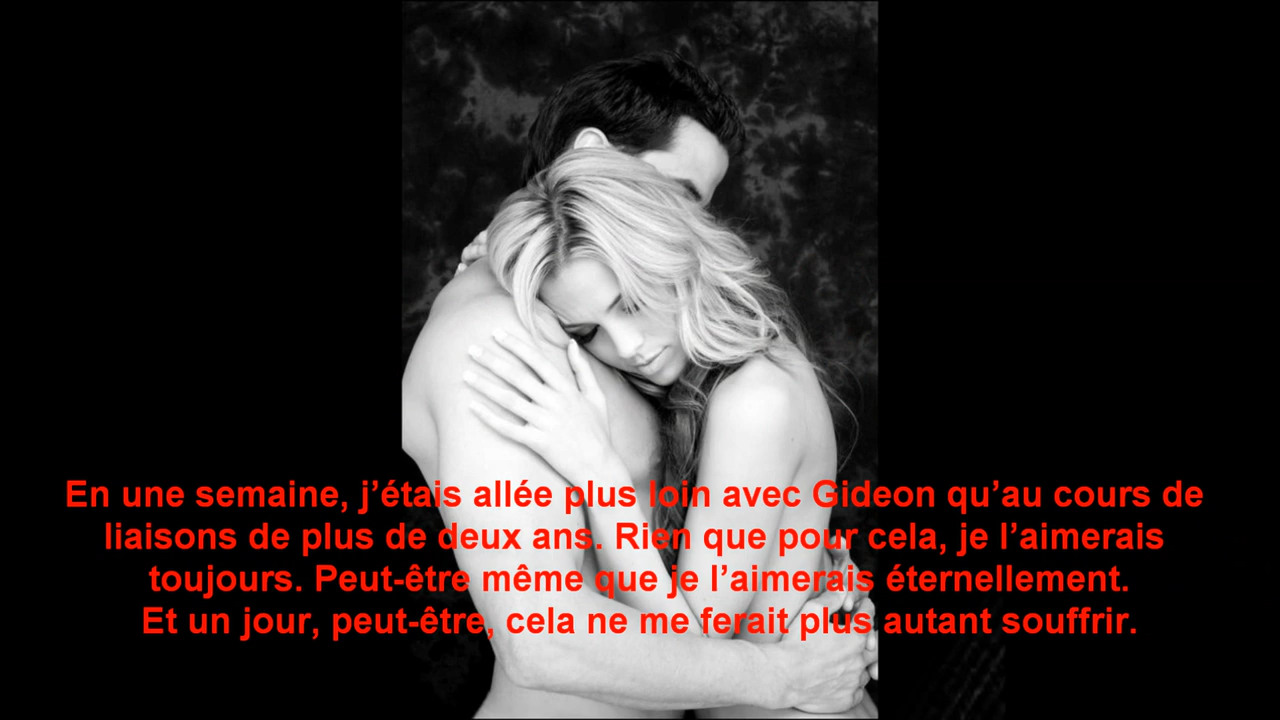 En une semaine, j’étais allée plus loin avec Gideon qu’au cours de
liaisons de plus de deux ans. Rien que pour cela, je l’aimerais
toujours. Peut-être même que je l’aimerais éternellement.
Et un jour, peut-être, cela ne me ferait plus autant souffrir.